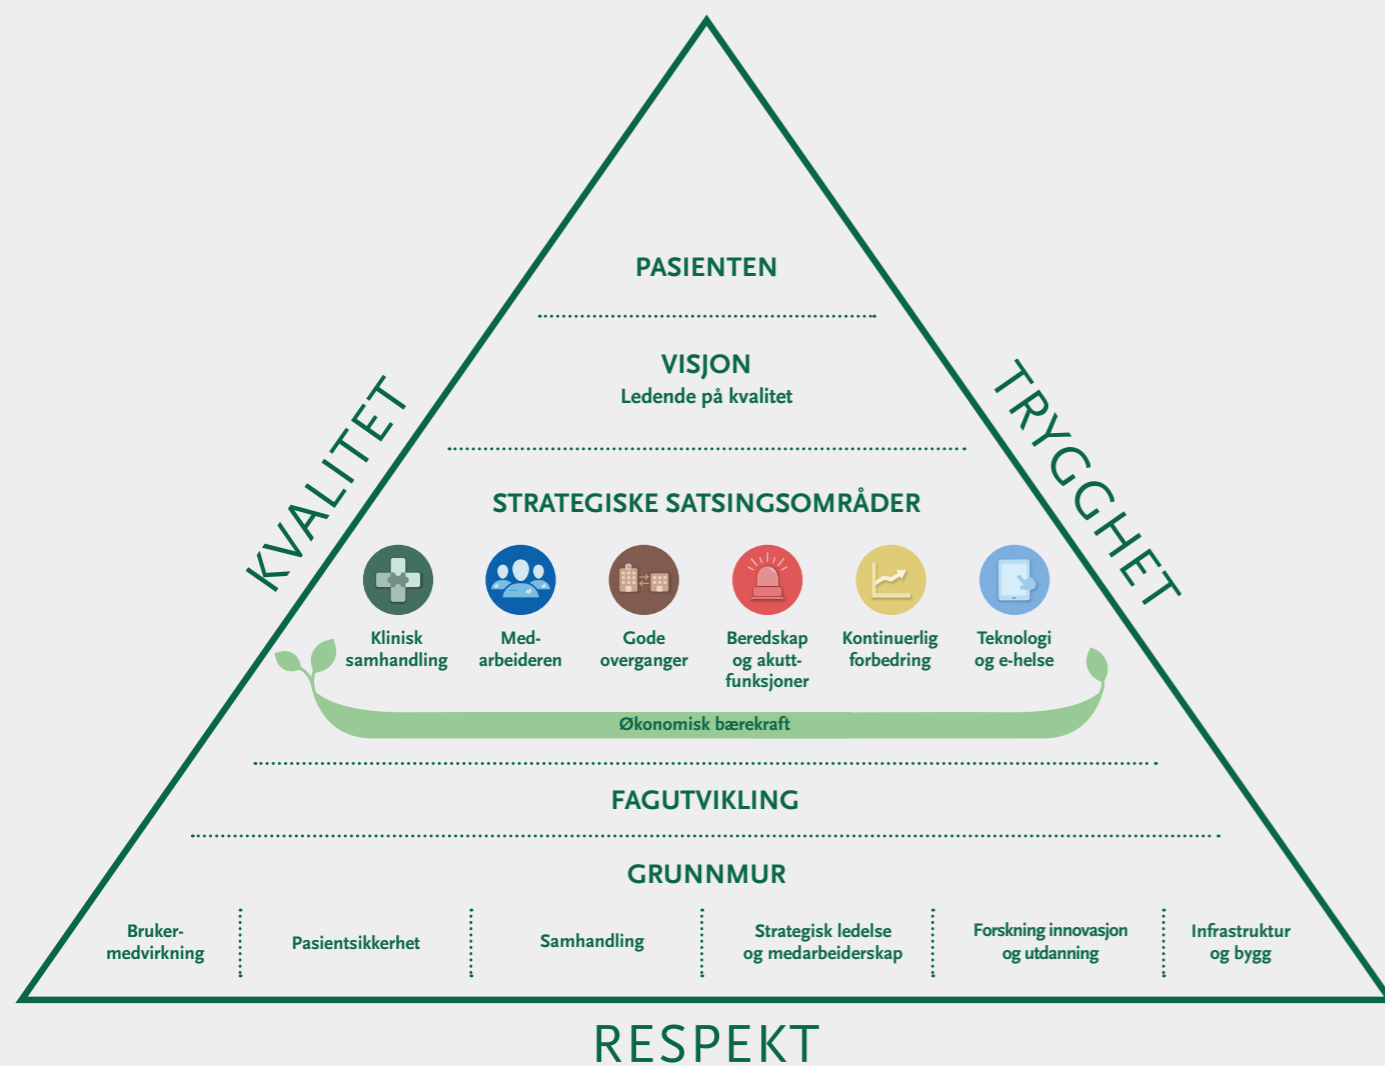 PASIENTEN
VISJON
Ledende på kvalitet
KVALITET
TRYGGHET
STRATEGISKE SATSINGSOMRÅDER
Klinisk
samhandling
Med-
arbeideren
Gode
overganger
Beredskap
og akutt-
funksjoner
Kontinuerlig
forbedring
Teknologi
og e-helse
Økonomisk bærekraft
FAGUTVIKLING
GRUNNMUR
Bruker-
medvirkning
Pasientsikkerhet
Samhandling
Strategisk ledelse
og medarbeiderskap
Forskning innovasjon
og utdanning
Infrastruktur
og bygg
RESPEKT